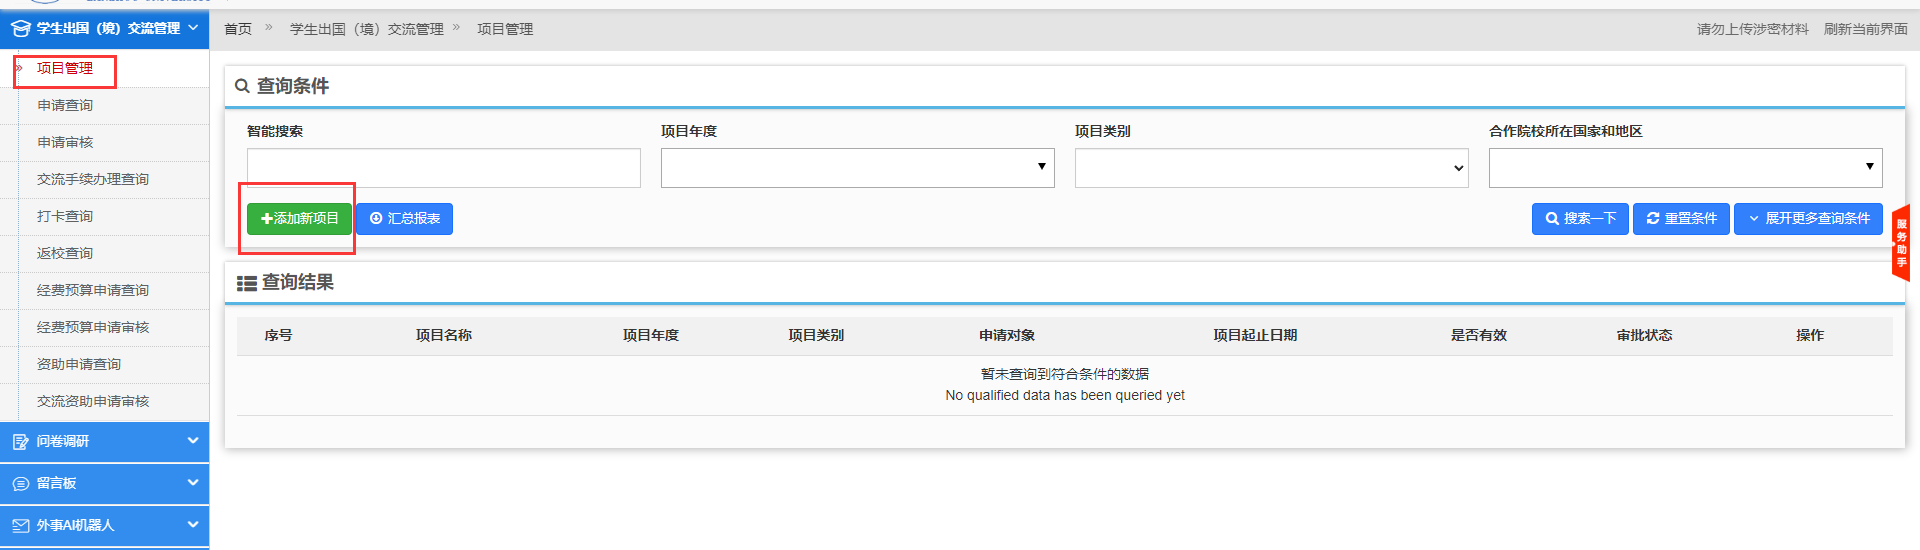 学生出国（境）交流管理
首页 » 学生出国（境）交流管理 » 项目管理
请勿上传涉密材料 刷新当前界面
» 项目管理
申请查询
申请审核
交流手续办理查询
打卡查询
返校查询
经费预算申请查询
经费预算申请审核
资助申请查询
交流资助申请审核
问卷调研
留言板
外事AI机器人
查询条件
智能搜索 项目年度 项目类别 合作院校所在国家和地区
添加新项目 汇总报表 搜索一下 重置条件 展开更多查询条件
服务助手
查询结果
序号 项目名称 项目年度 项目类别 申请对象 项目起止日期 是否有效 审批状态 操作
暂未查询到符合条件的数据
No qualified data has been queried yet